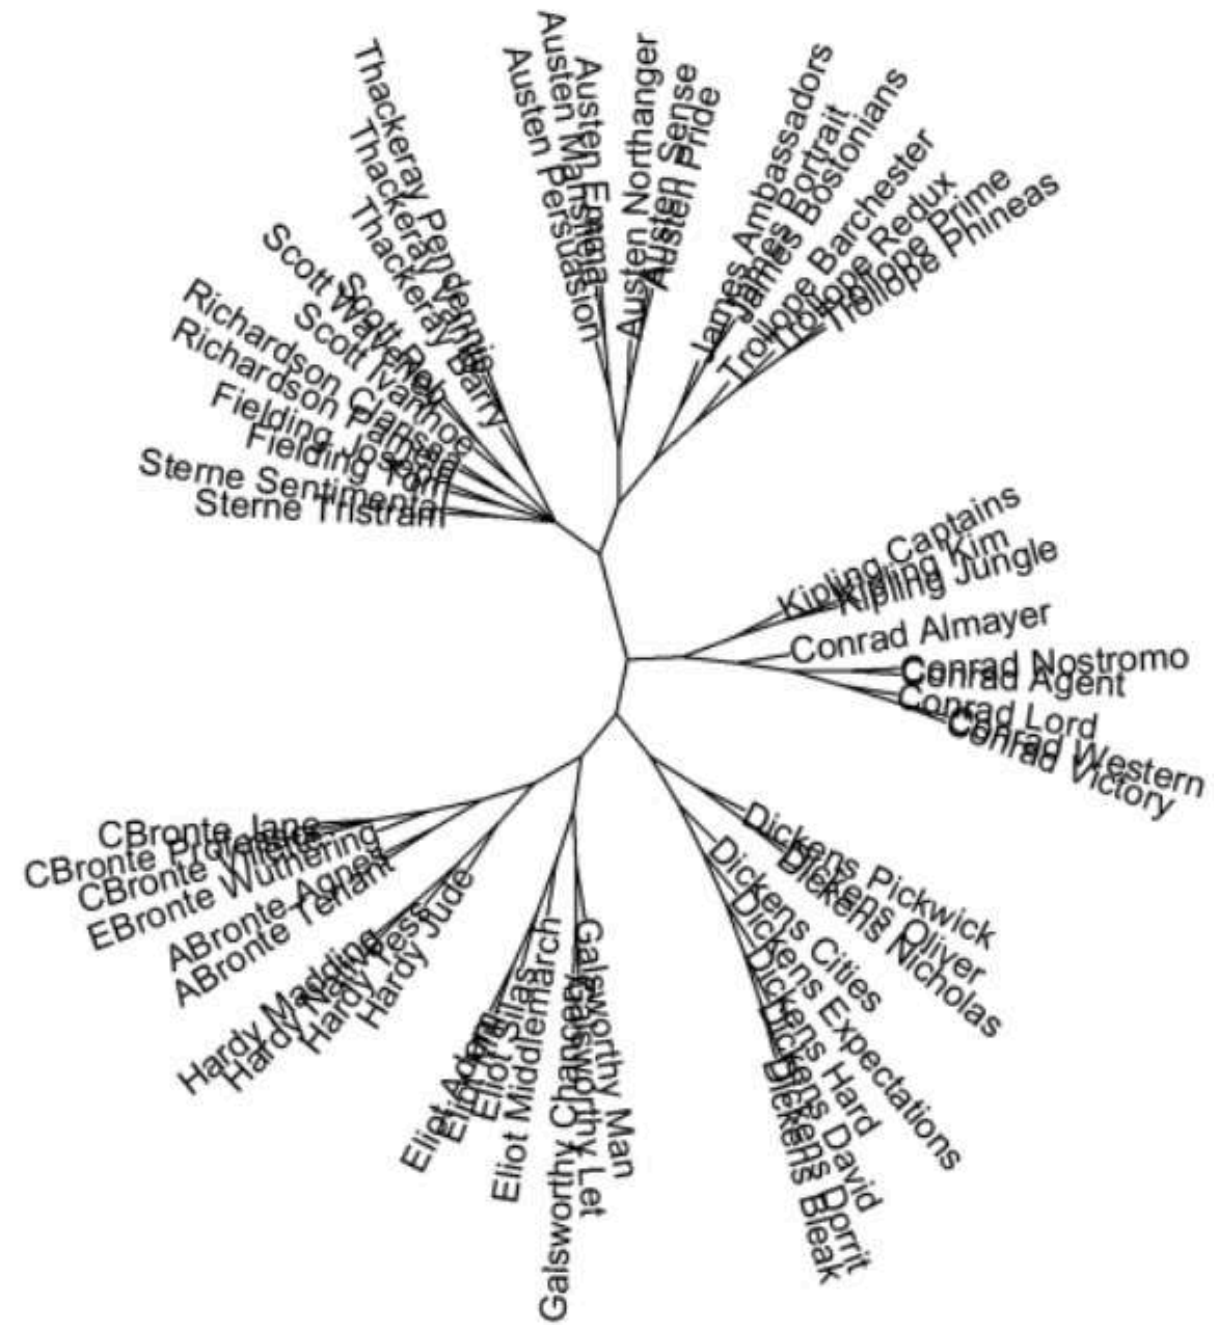 Thackeray Pendennis
Thackeray Vanity
Thackeray Barry
Scott Waverley
Scott Rob
Scott Ivanhoe
Richardson Clarissa
Richardson Pamela
Fielding Joseph
Fielding Tom
Sterne Sentimental
Sterne Tristram
Austen Persuasion
Austen Mansfield
Austen Emma
Austen Northanger
Austen Sense
Austen Pride
James Ambassadors
James Portrait
James Bostonians
Trollope Barchester
Trollope Redux
Trollope Prime
Trollope Phineas
Kipling Captains
Kipling Kim
Kipling Jungle
Conrad Almayer
Conrad Nostromo
Conrad Agent
Conrad Lord
Conrad Western
Conrad Victory
Dickens Pickwick
Dickens Oliver
Dickens Nicholas
Dickens Cities
Dickens Expectations
Dickens Hard
Dickens David
Dickens Dorrit
Dickens Bleak
Galsworthy Man
Galsworthy Let
Galsworthy Chancery
Eliot Middlemarch
Eliot Silas
Eliot
Eliot Adam
Hardy Jude
Hardy Tess
Hardy Native
Hardy Madding
ABronte Tenant
ABronte Agnes
EBronte Wuthering
CBronte Villette
CBronte Professor
CBronte Jane